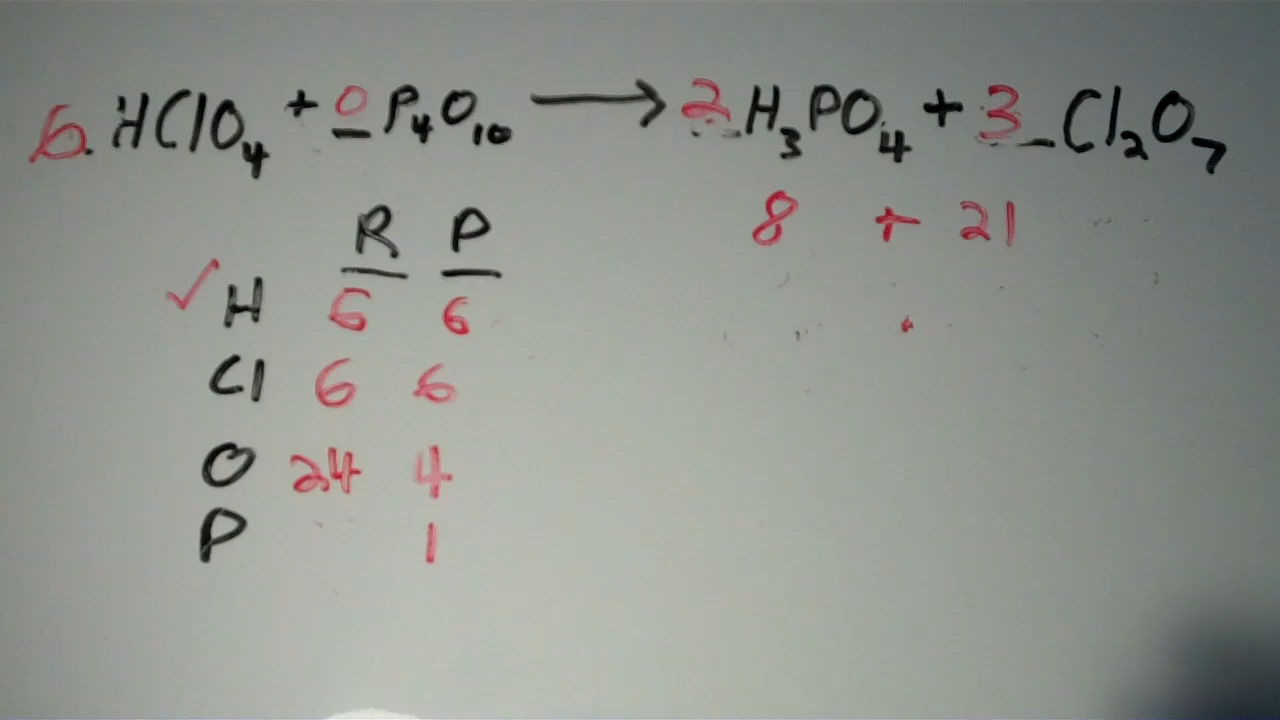 6. HClO₄ + 0 P₄O₁₀ → 2 H₃PO₄ + 3 Cl₂O₇
8 + 21
R P
✓ H 6 6
Cl 6 6
O 24 4
P 1